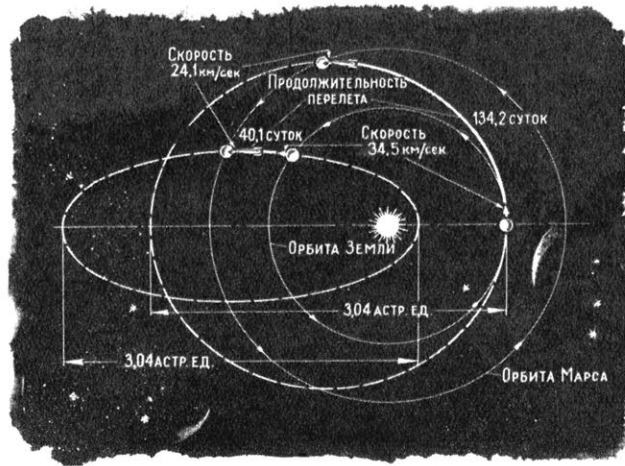 Скорость
24,1 км/сек
Продолжительность
перелета
134,2 суток
40,1 суток
Скорость
34,5 км/сек
Орбита Земли
3,04 астр. ед.
3,04 астр. ед.
Орбита Марса